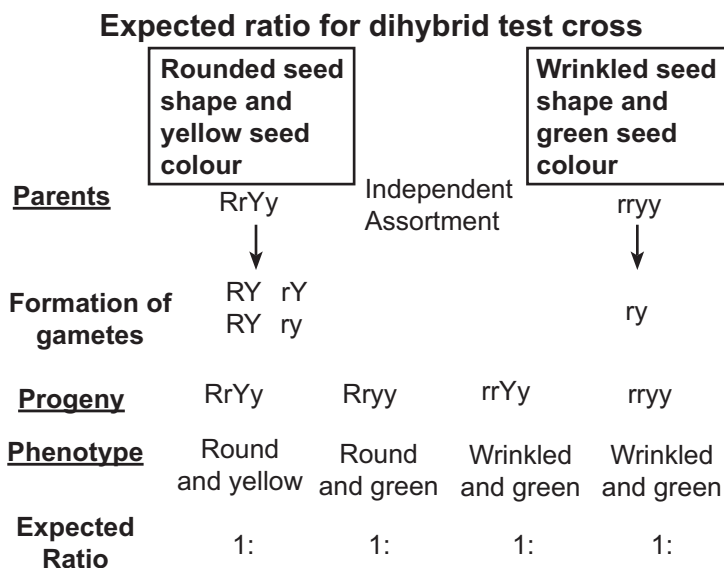 Expected ratio for dihybrid test cross
Rounded seed
shape and
yellow seed
colour
Wrinkled seed
shape and
green seed
colour
Parents
RrYy
Independent
Assortment
rryy
Formation of
gametes
RY rY
RY ry
ry
Progeny
RrYy
Rryy
rrYy
rryy
Phenotype
Round
and yellow
Round
and green
Wrinkled
and green
Wrinkled
and green
Expected
Ratio
1:
1:
1:
1: